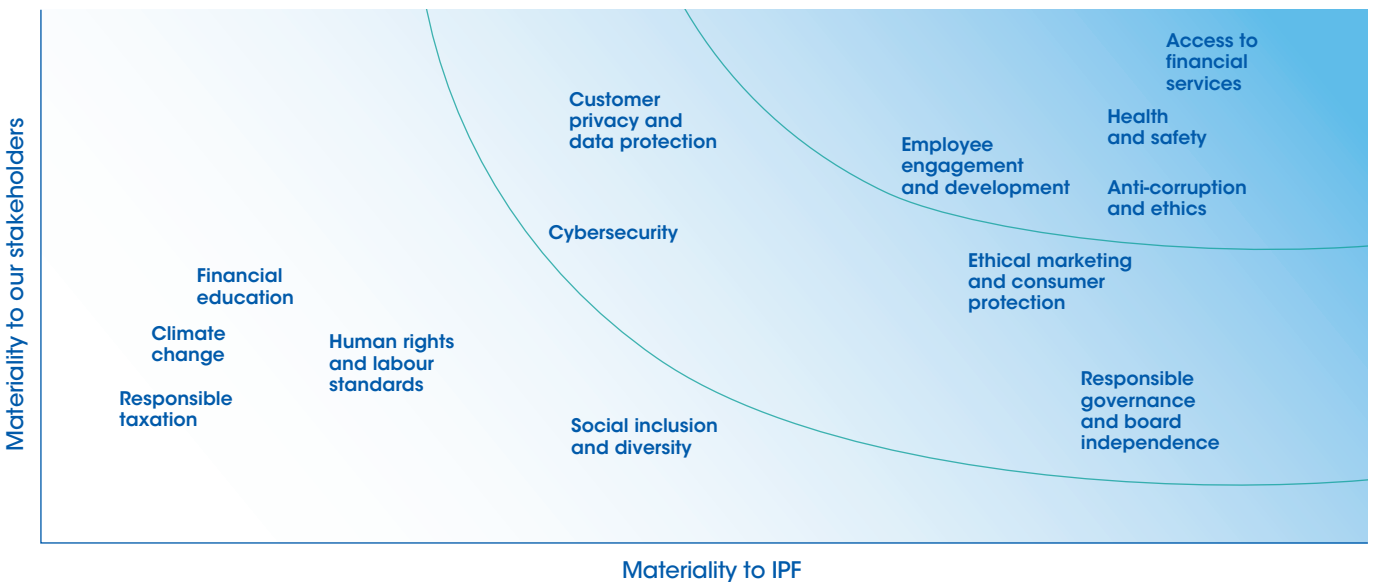 Materiality to our stakeholders
Access to
financial
services
Customer
privacy and
data protection
Health
and safety
Employee
engagement
and development
Anti-corruption
and ethics
Cybersecurity
Ethical marketing
and consumer
protection
Financial
education
Climate
change
Human rights
and labour
standards
Responsible
taxation
Responsible
governance
and board
independence
Social inclusion
and diversity
Materiality to IPF